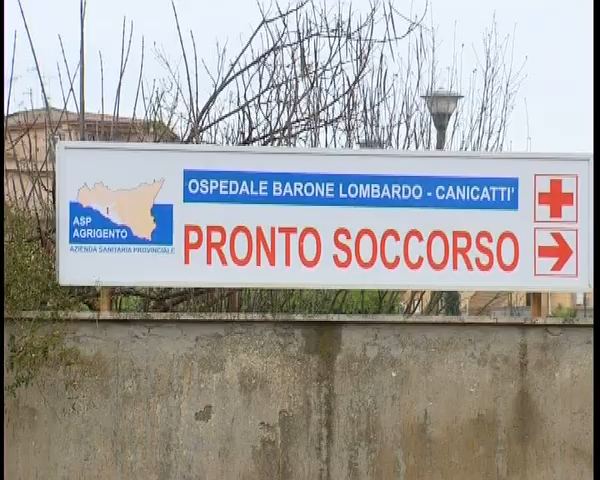 OSPEDALE BARONE LOMBARDO - CANICATTI'
ASP
AGRIGENTO
AZIENDA SANITARIA PROVINCIALE
PRONTO SOCCORSO